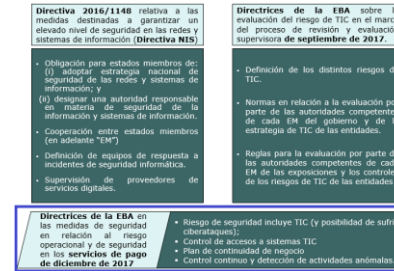 Directiva 2016/1148 relativa a las
medidas destinadas a garantizar un
elevado nivel de seguridad en las redes y
sistemas de información (Directiva NIS)
• Obligación para estados miembros de:
(i) adoptar estrategia nacional de
seguridad de las redes y sistemas de
información; y
(ii) designar una autoridad responsable
en materia de seguridad de la
información y sistemas de información.
• Cooperación entre estados miembros
(en adelante “EM”)
• Definición de equipos de respuesta a
incidentes de seguridad informática.
• Supervisión de proveedores de
servicios digitales.
Directrices de la EBA sobre
evaluación del riesgo de TIC en el marc
del proceso de revisión y evaluació
supervisora de septiembre de 2017.
• Definición de los distintos riesgos d
TIC.
• Normas en relación a la evaluación po
parte de las autoridades competente
de cada EM del gobierno y de l
estrategia de TIC de las entidades.
• Reglas para la evaluación por parte d
las autoridades competentes de cad
EM de las exposiciones y los controle
de los riesgos de TIC de las entidades
Directrices de la EBA en
las medidas de seguridad
en relación al riesgo
operacional y de seguridad
en los servicios de pago
de diciembre de 2017
• Riesgo de seguridad incluye TIC (y posibilidad de sufri
ciberataques);
• Control de accesos a sistemas TIC
• Plan de continuidad de negocio
• Control continuo y detección de actividades anómalas